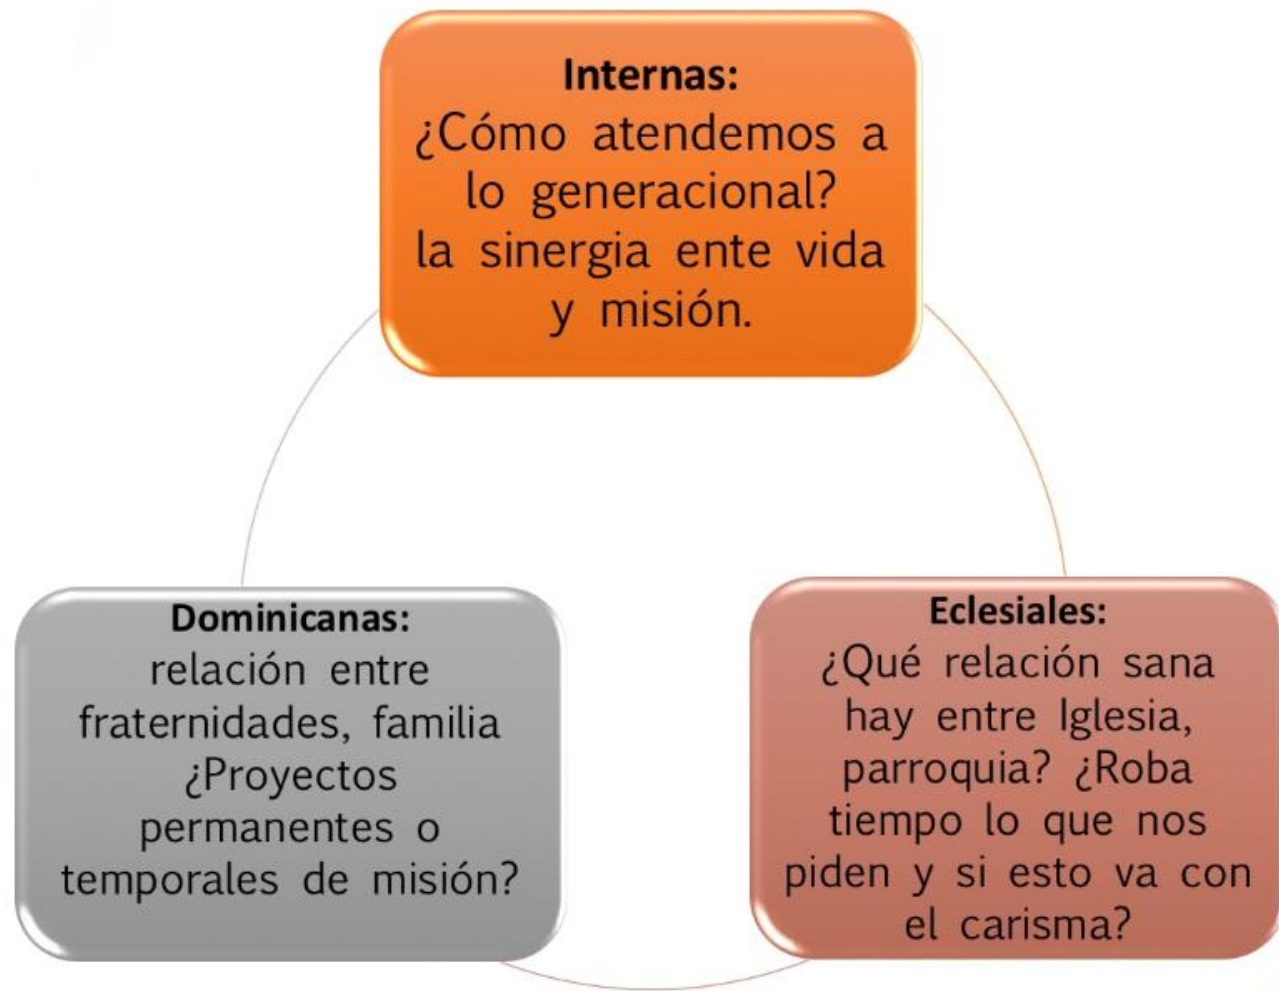 Internas:
¿Cómo atendemos a
lo generacional?
la sinergia ente vida
y misión.
Dominicanas:
relación entre
fraternidades, familia
¿Proyectos
permanentes o
temporales de misión?
Eclesiales:
¿Qué relación sana
hay entre Iglesia,
parroquia? ¿Roba
tiempo lo que nos
piden y si esto va con
el carisma?